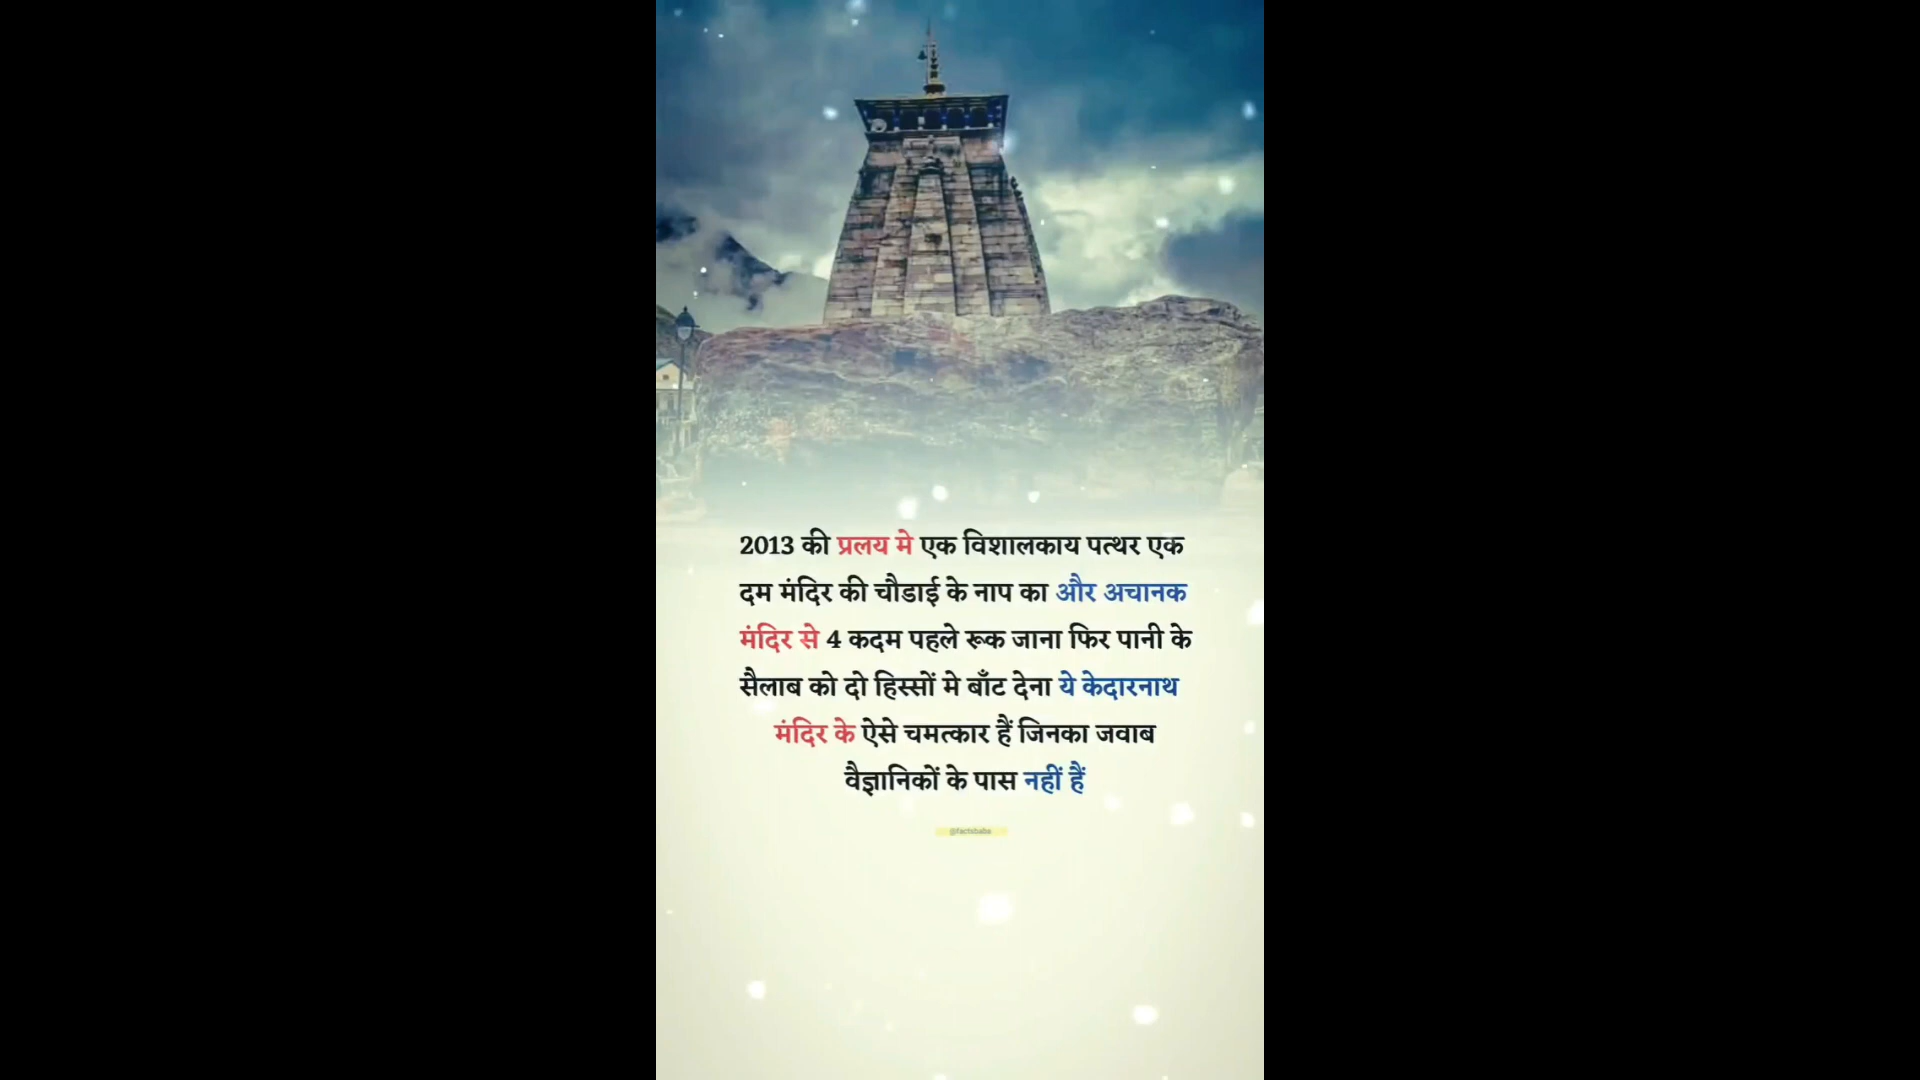 2013 की प्रलय मे एक विशालकाय पत्थर एक
दम मंदिर की चौडाई के नाप का और अचानक
मंदिर से 4 कदम पहले रूक जाना फिर पानी के
सैलाब को दो हिस्सों मे बाँट देना ये केदारनाथ
मंदिर के ऐसे चमत्कार हैं जिनका जवाब
वैज्ञानिकों के पास नहीं हैं
@factsbaba